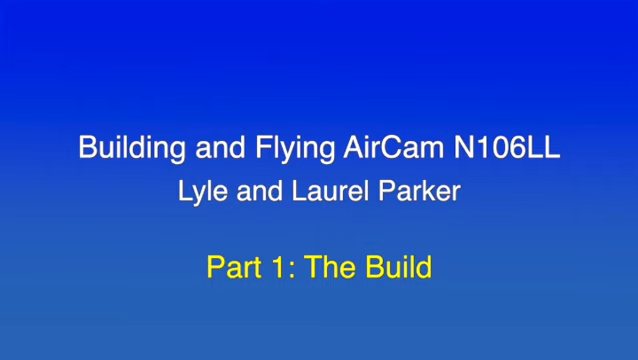 Building and Flying AirCam N106LL
Lyle and Laurel Parker
Part 1: The Build